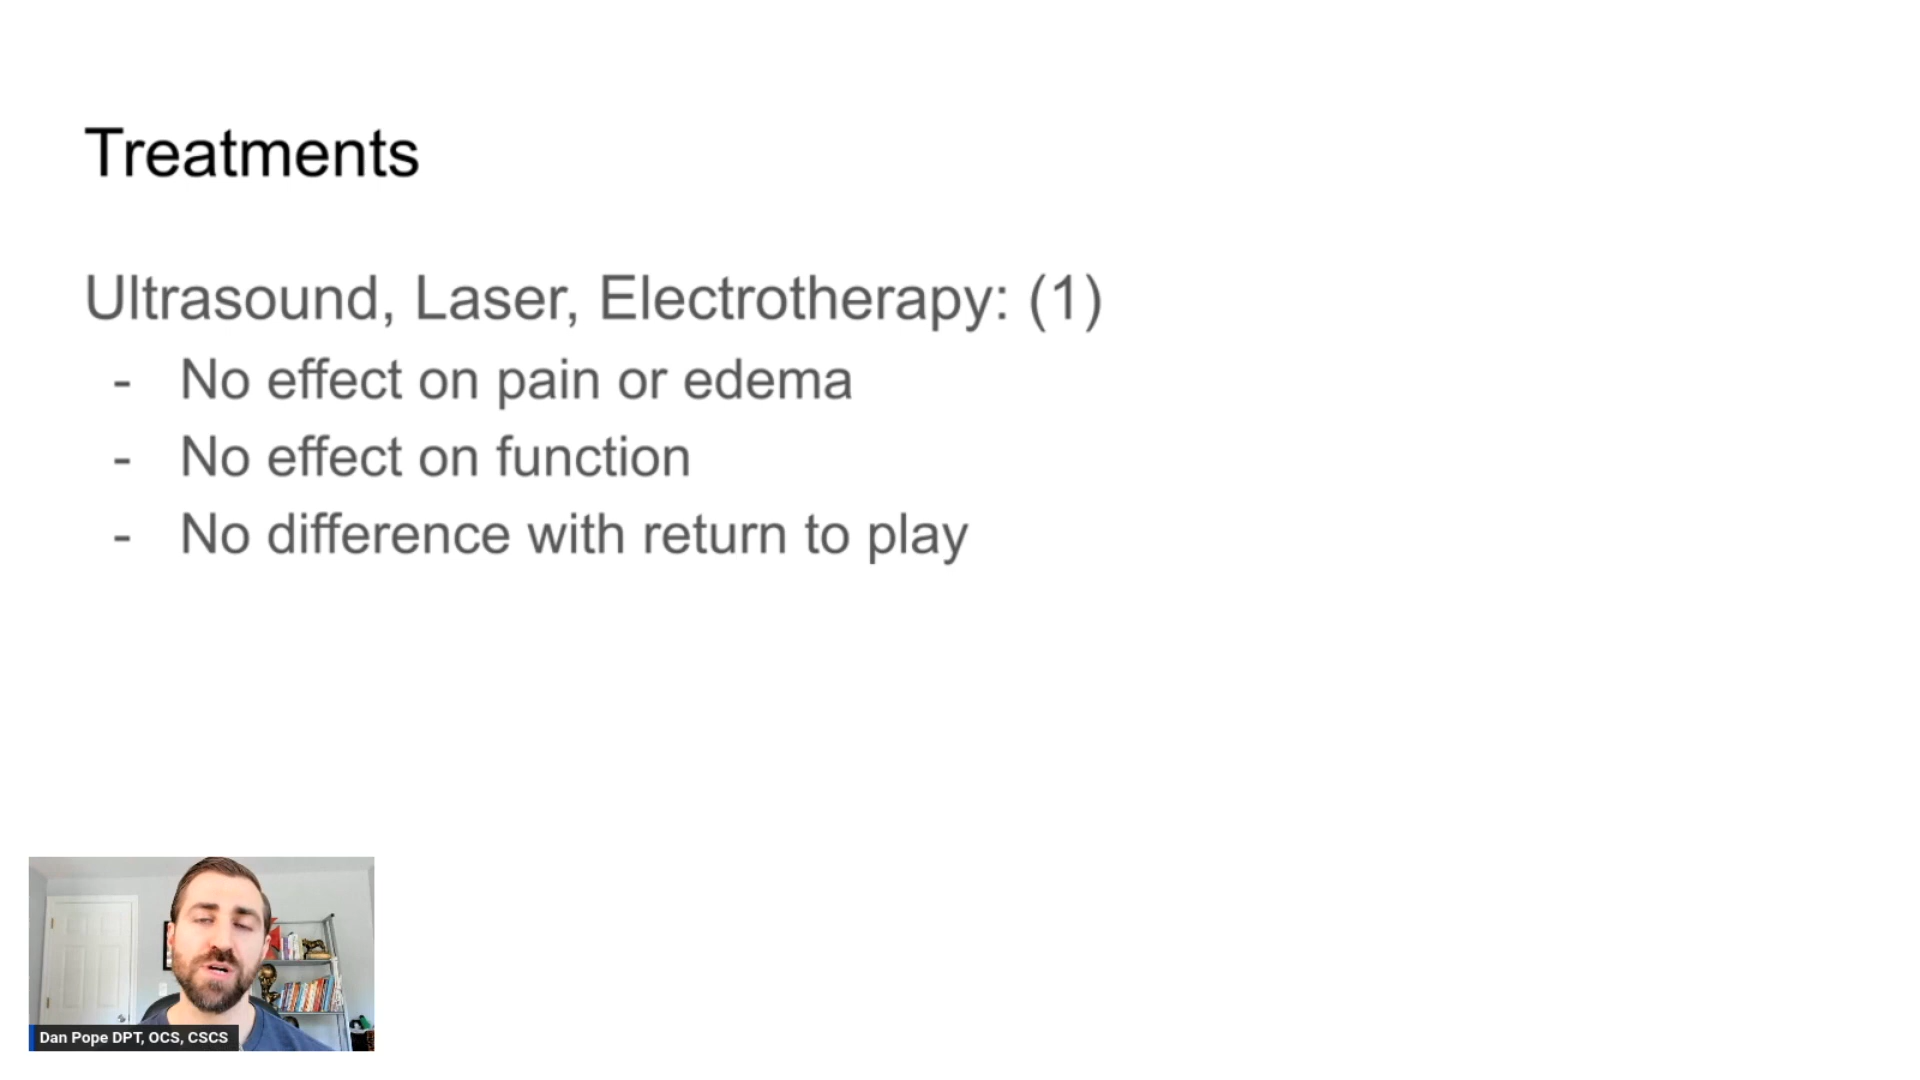 Treatments
Ultrasound, Laser, Electrotherapy: (1)
- No effect on pain or edema
- No effect on function
- No difference with return to play
Dan Pope DPT, OCS, CSCS